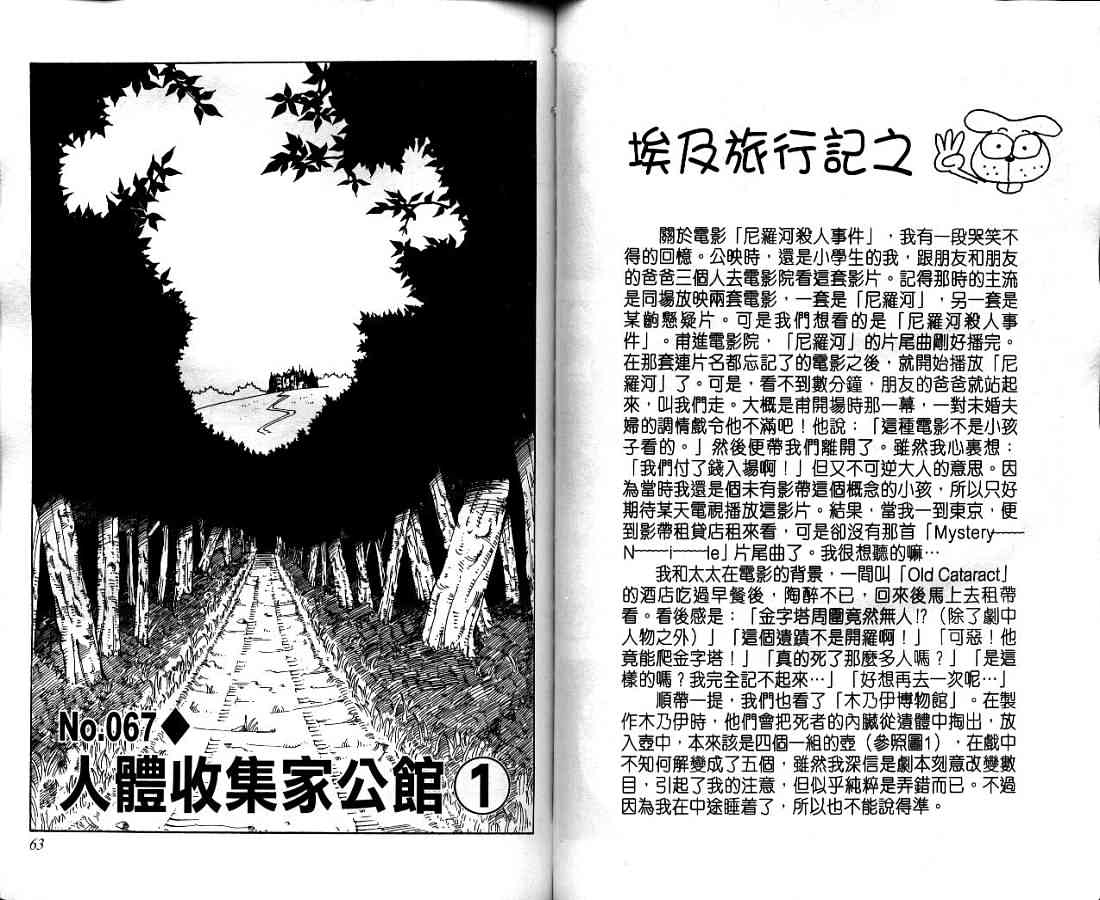 埃及旅行記之
關於電影「尼羅河殺人事件」，我有一段哭笑不
得的回憶。公映時，還是小學生的我，跟朋友和朋友
的爸爸三個人去電影院看這套影片。記得那時的主流
是同場放映兩套電影，一套是「尼羅河」，另一套是
某齣懸疑片。可是我們想看的是「尼羅河殺人事
件」。甫進電影院，「尼羅河」的片尾曲剛好播完。
在那套連片名都忘記了的電影之後，就開始播放「尼
羅河」了。可是，看不到數分鐘，朋友的爸爸就站起
來，叫我們走。大概是甫開場時那一幕，一對未婚夫
婦的調情戲令他不滿吧！他說：「這種電影不是小孩
子看的。」然後便帶我們離開了。雖然我心裏想：
「我們付了錢入場啊！」但又不可逆大人的意思。因
為當時我還是個未有影帶這個概念的小孩，所以只好
期待某天電視播放這影片。結果，當我一到東京，便
到影帶租貸店租來看，可是卻沒有那首「Mystery——
N——i——le」片尾曲了。我很想聽的嘛…
我和太太在電影的背景，一間叫「Old Cataract」
的酒店吃過早餐後，陶醉不已，回來後馬上去租帶
看。看後感是：「金字塔周圍竟然無人!?（除了劇中
人物之外）」「這個遺蹟不是開羅啊！」「可惡！他
竟能爬金字塔！」「真的死了那麼多人嗎？」「是這
樣的嗎？我完全記不起來…」「好想再去一次呢…」
順帶一提，我們也看了「木乃伊博物館」。在製
作木乃伊時，他們會把死者的內臟從遺體中掏出，放
入壺中，本來該是四個一組的壺（參照圖1），在戲中
不知何解變成了五個，雖然我深信是劇本刻意改變數
目，引起了我的注意，但似乎純粹是弄錯而已。不過
因為我在中途睡着了，所以也不能說得準。
No.067◆
人體收集家公館①
63